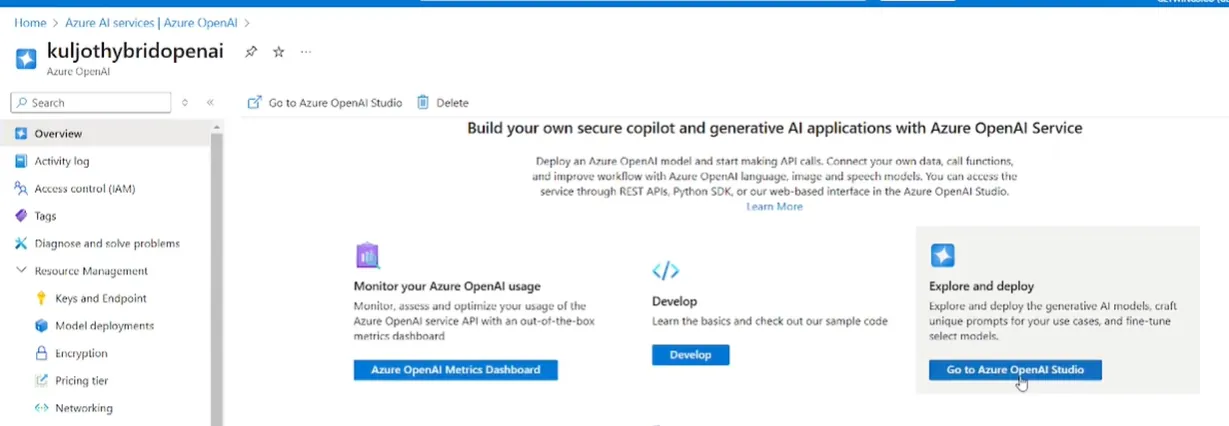 Home > Azure AI services | Azure OpenAI >
kuljothybridopenai
Azure OpenAI
Search
Go to Azure OpenAI Studio
Delete
Overview
Activity log
Access control (IAM)
Tags
Diagnose and solve problems
Resource Management
Keys and Endpoint
Model deployments
Encryption
Pricing tier
Networking
Build your own secure copilot and generative AI applications with Azure OpenAI Service
Deploy an Azure OpenAI model and start making API calls. Connect your own data, call functions,
and improve workflow with Azure OpenAI language, image and speech models. You can access the
service through REST APIs, Python SDK, or our web-based interface in the Azure OpenAI Studio.
Learn More
Monitor your Azure OpenAI usage
Monitor, assess and optimize your usage of the
Azure OpenAI service API with an out-of-the-box
metrics dashboard
Azure OpenAI Metrics Dashboard
Develop
Learn the basics and check out our sample code
Develop
Explore and deploy
Explore and deploy the generative AI models, craft
unique prompts for your use cases, and fine-tune
select models.
Go to Azure OpenAI Studio